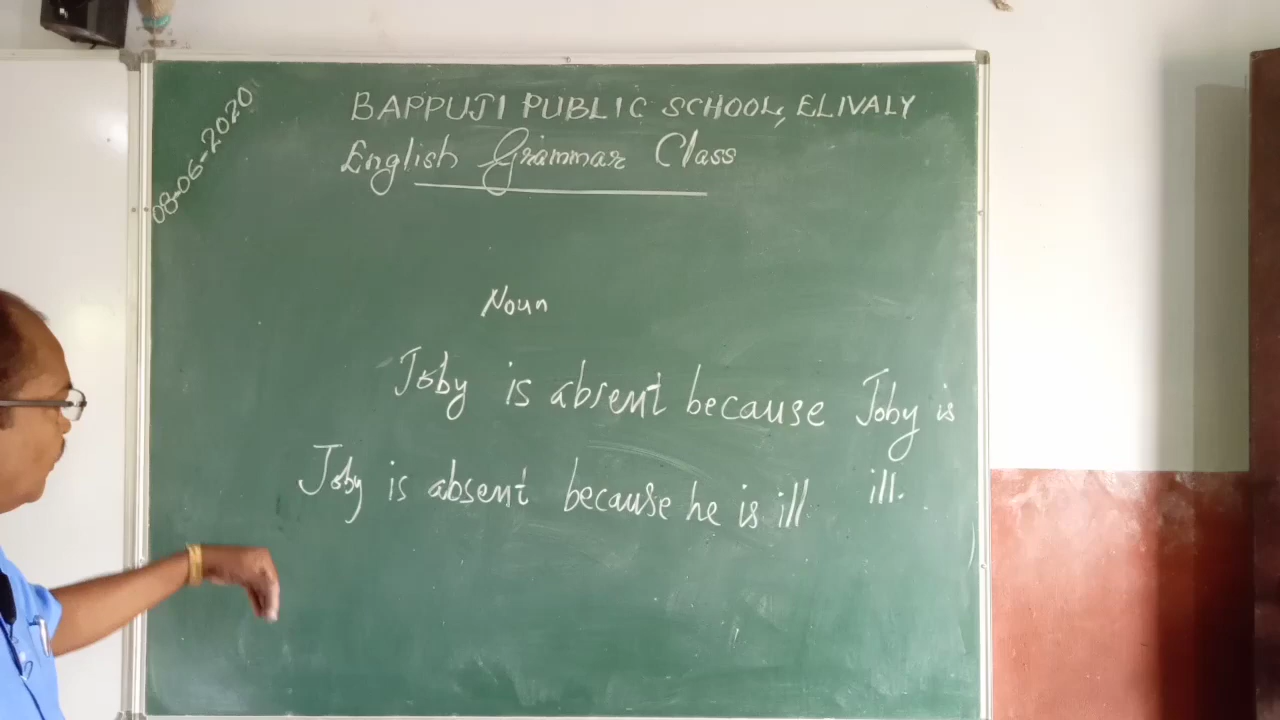 08-06-2020
BAPPUJI PUBLIC SCHOOL, ELIVALY
English Grammar Class
Noun
Joby is absent because Joby is
ill.
Joby is absent because he is ill